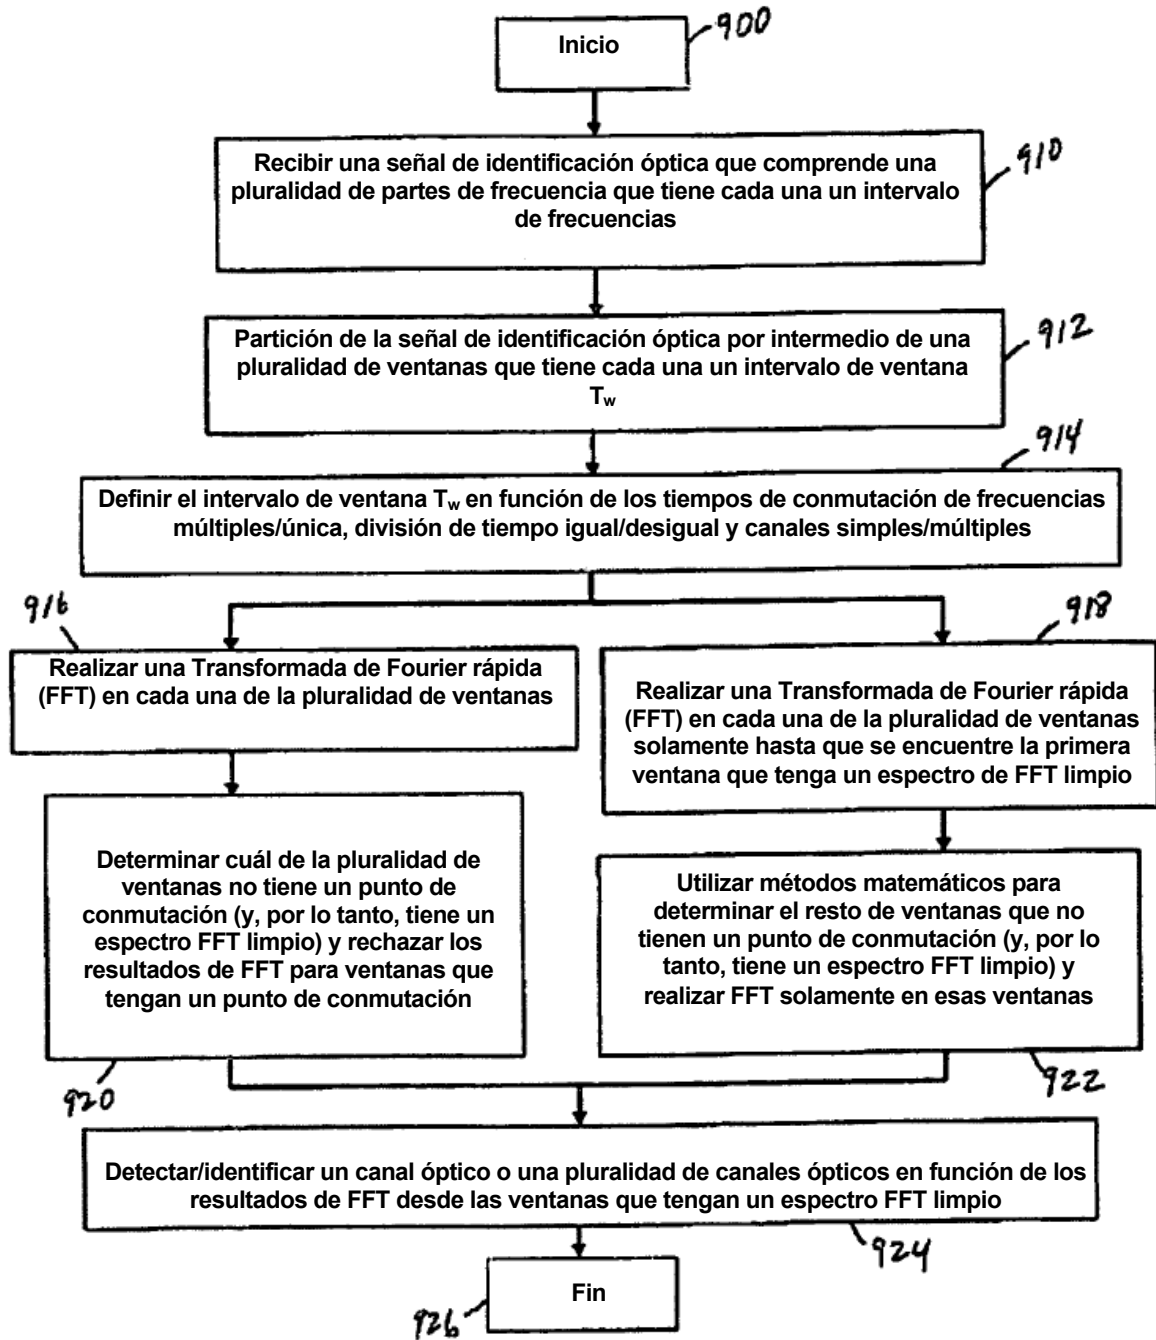 Inicio
900
Recibir una señal de identificación óptica que comprende una
pluralidad de partes de frecuencia que tiene cada una un intervalo
de frecuencias
910
Partición de la señal de identificación óptica por intermedio de una
pluralidad de ventanas que tiene cada una un intervalo de ventana
Tw
912
914
Definir el intervalo de ventana Tw en función de los tiempos de conmutación de frecuencias
múltiples/única, división de tiempo igual/desigual y canales simples/múltiples
916
Realizar una Transformada de Fourier rápida
(FFT) en cada una de la pluralidad de ventanas
918
Realizar una Transformada de Fourier rápida
(FFT) en cada una de la pluralidad de ventanas
solamente hasta que se encuentre la primera
ventana que tenga un espectro de FFT limpio
Determinar cuál de la pluralidad de
ventanas no tiene un punto de
conmutación (y, por lo tanto, tiene un
espectro FFT limpio) y rechazar los
resultados de FFT para ventanas que
tengan un punto de conmutación
920
Utilizar métodos matemáticos para
determinar el resto de ventanas que no
tienen un punto de conmutación (y, por lo
tanto, tiene un espectro FFT limpio) y
realizar FFT solamente en esas ventanas
922
Detectar/identificar un canal óptico o una pluralidad de canales ópticos en función de los
resultados de FFT desde las ventanas que tengan un espectro FFT limpio
924
Fin
926